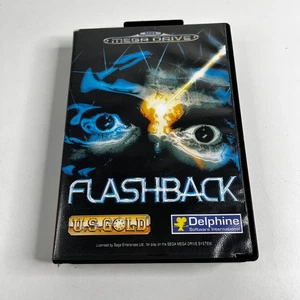 SEGA
MEGA DRIVE
FLASHBACK
U.S. GOLD
Delphine
Software International
Licensed by Sega Enterprises Ltd. for play on the SEGA MEGA DRIVE SYSTEM